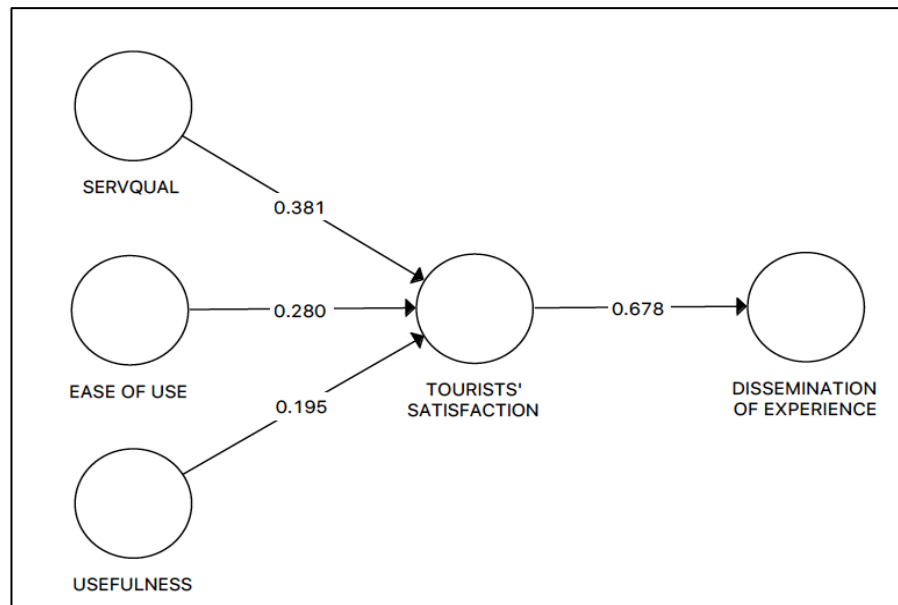 SERVQUAL
0.381
0.280
0.678
EASE OF USE
TOURISTS'
SATISFACTION
DISSEMINATION
OF EXPERIENCE
0.195
USEFULNESS